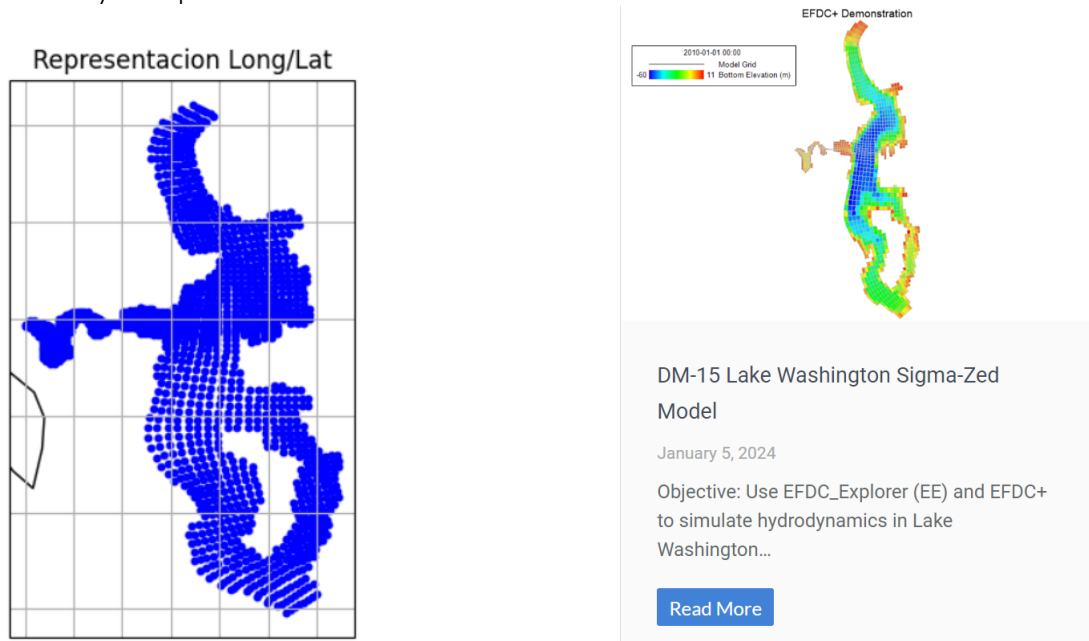 Representacion Long/Lat
EFDC+ Demonstration
2010-01-01 00:00
Model Grid
-60 11 Bottom Elevation (m)
DM-15 Lake Washington Sigma-Zed
Model
January 5, 2024
Objective: Use EFDC_Explorer (EE) and EFDC+
to simulate hydrodynamics in Lake
Washington...
Read More